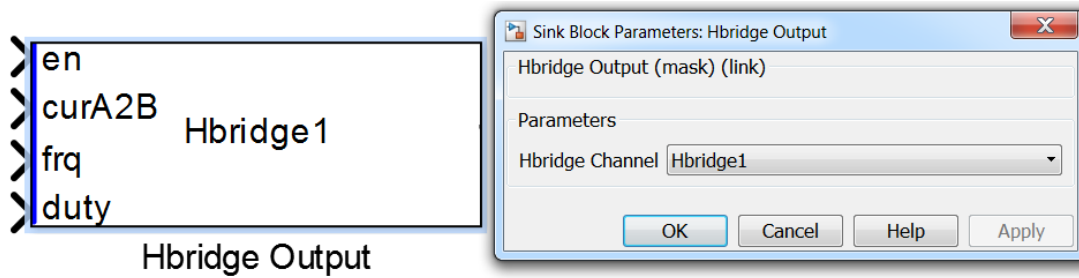 en
curA2B
Hbridge1
frq
duty
Hbridge Output
Sink Block Parameters: Hbridge Output
Hbridge Output (mask) (link)
Parameters
Hbridge Channel Hbridge1
OK Cancel Help Apply